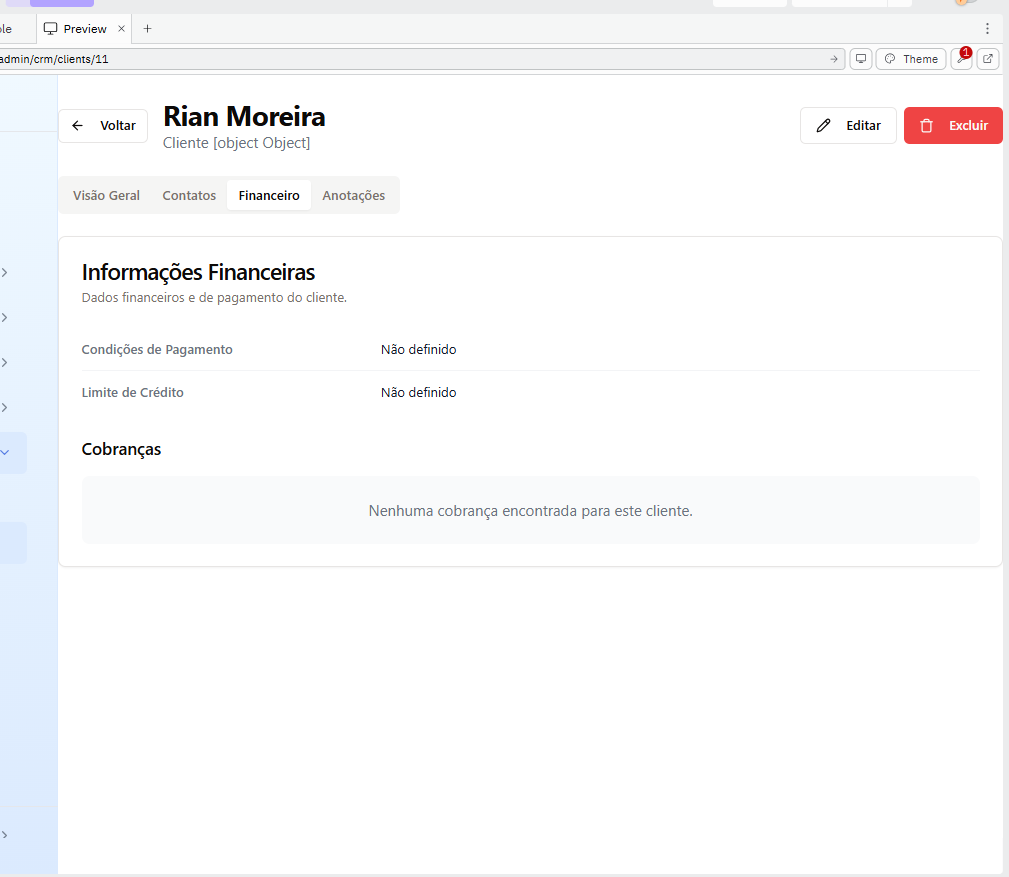 Preview
admin/crm/clients/11
Theme
1
Voltar
Rian Moreira
Cliente [object Object]
Editar
Excluir
Visão Geral
Contatos
Financeiro
Anotações
Informações Financeiras
Dados financeiros e de pagamento do cliente.
Condições de Pagamento
Não definido
Limite de Crédito
Não definido
Cobranças
Nenhuma cobrança encontrada para este cliente.